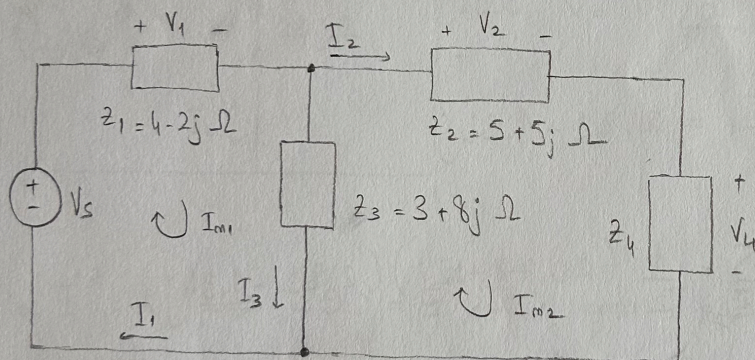 + V₁ -
I₂
+ V₂ -
Z₁ = 4-2j Ω
Z₂ = 5+5j Ω
+
-
Vs
Im1
Z₃ = 3+8j Ω
Z₄
+
V₄
-
I₃
Im2
I₁